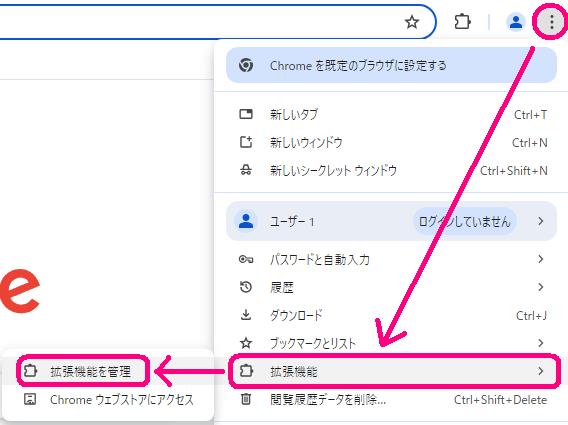 Chrome を既定のブラウザに設定する
新しいタブ Ctrl+T
新しいウィンドウ Ctrl+N
新しいシークレット ウィンドウ Ctrl+Shift+N
ユーザー 1 ログインしていません
パスワードと自動入力
履歴
ダウンロード Ctrl+J
ブックマークとリスト
拡張機能
拡張機能を管理
Chrome ウェブストアにアクセス
閲覧履歴データを削除... Ctrl+Shift+Delete
e